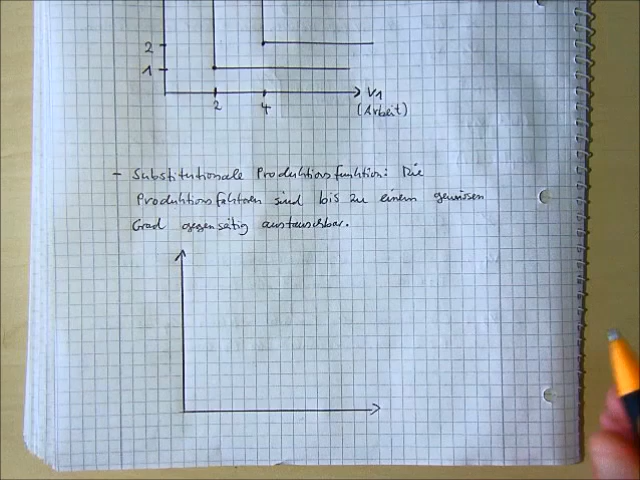 2
1
2 4 V1
(Arbeit)
- Substitutionale Produktionsfunktion: Die
Produktionsfaktoren sind bis zu einem gewissen
Grad gegenseitig austauschbar.